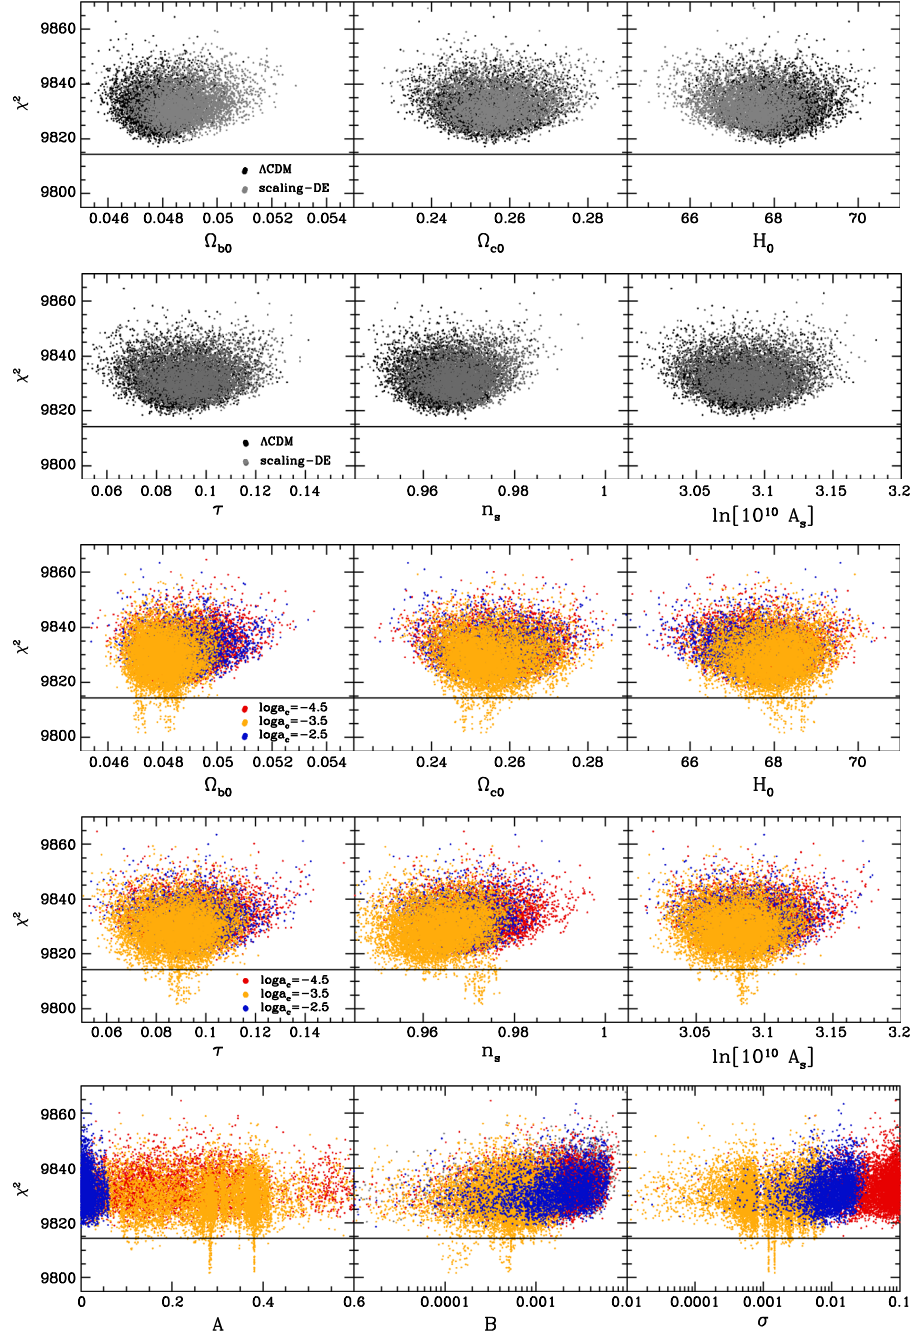 9860
9840
χ²
9820
9800
ΛCDM
scaling-DE
0.046 0.048 0.05 0.052 0.054 0.24 0.26 0.28 66 68 70
Ω_b0 Ω_c0 H_0
9860
9840
χ²
9820
9800
ΛCDM
scaling-DE
0.06 0.08 0.1 0.12 0.14 0.96 0.98 1 3.05 3.1 3.15 3.2
τ n_s ln[10¹⁰ A_s]
9860
9840
χ²
9820
9800
loga_c=-4.5
loga_c=-3.5
loga_c=-2.5
0.046 0.048 0.05 0.052 0.054 0.24 0.26 0.28 66 68 70
Ω_b0 Ω_c0 H_0
9860
9840
χ²
9820
9800
loga_c=-4.5
loga_c=-3.5
loga_c=-2.5
0.06 0.08 0.1 0.12 0.14 0.96 0.98 1 3.05 3.1 3.15 3.2
τ n_s ln[10¹⁰ A_s]
9860
9840
χ²
9820
9800
0 0.2 0.4 0.6 0.0001 0.001 0.01 0.0001 0.001 0.01 0.1
A B σ